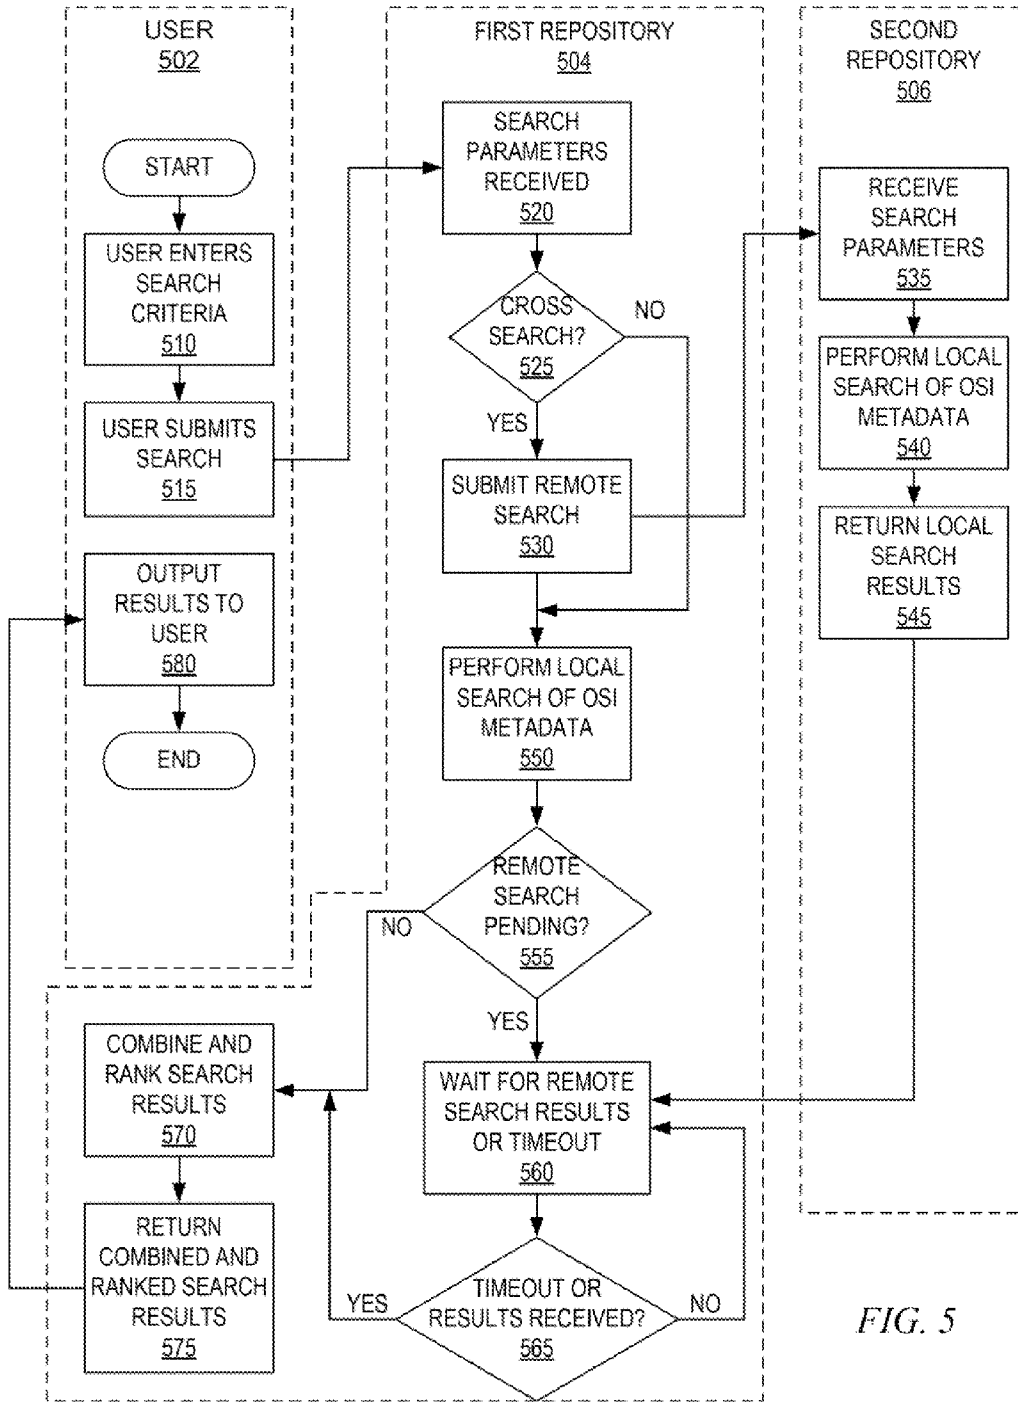 USER
502
START
USER ENTERS
SEARCH
CRITERIA
510
USER SUBMITS
SEARCH
515
OUTPUT
RESULTS TO
USER
580
END
FIRST REPOSITORY
504
SEARCH
PARAMETERS
RECEIVED
520
CROSS
SEARCH?
525
NO
YES
SUBMIT REMOTE
SEARCH
530
PERFORM LOCAL
SEARCH OF OSI
METADATA
550
REMOTE
SEARCH
PENDING?
555
NO
YES
WAIT FOR REMOTE
SEARCH RESULTS
OR TIMEOUT
560
TIMEOUT OR
RESULTS RECEIVED?
565
YES
NO
COMBINE AND
RANK SEARCH
RESULTS
570
RETURN
COMBINED AND
RANKED SEARCH
RESULTS
575
SECOND
REPOSITORY
506
RECEIVE
SEARCH
PARAMETERS
535
PERFORM LOCAL
SEARCH OF OSI
METADATA
540
RETURN LOCAL
SEARCH
RESULTS
545
FIG. 5